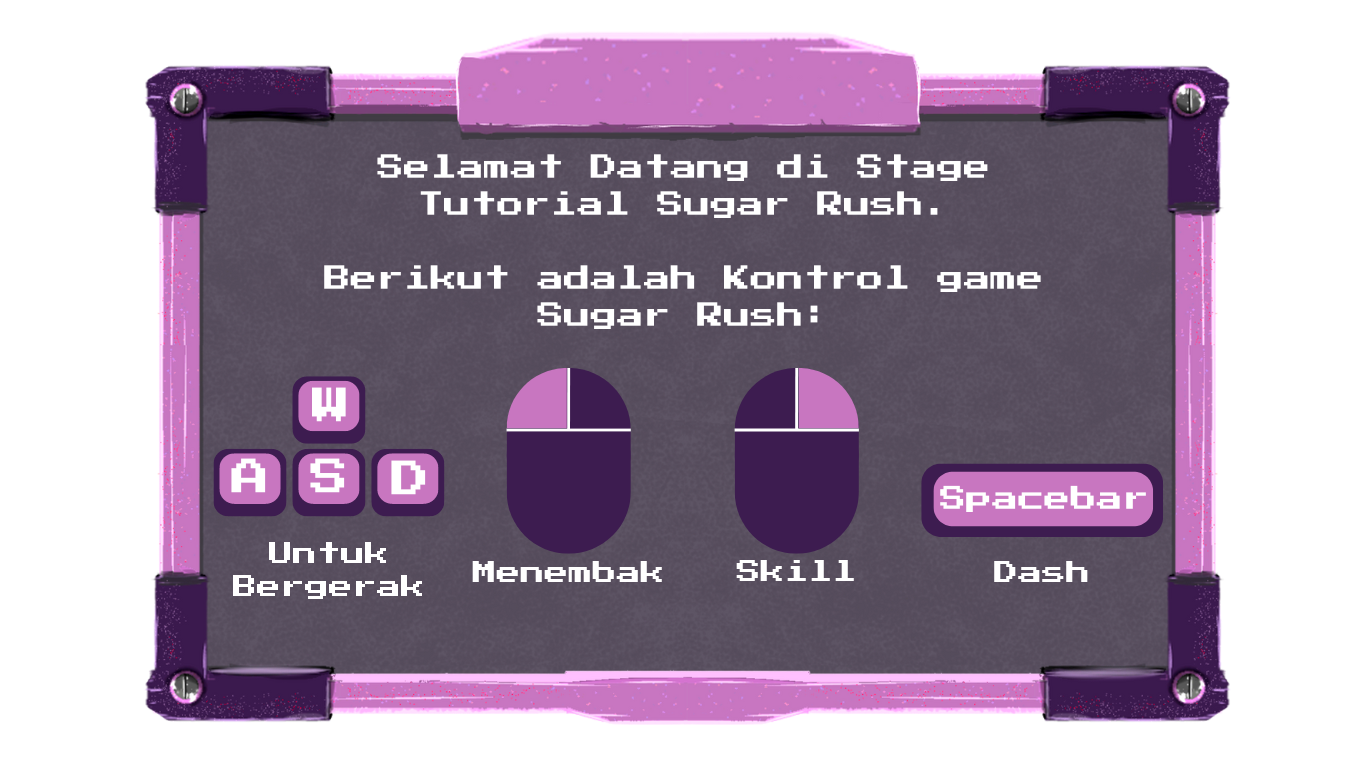 Selamat Datang di Stage
Tutorial Sugar Rush.
Berikut adalah Kontrol game
Sugar Rush:
W
A S D
Spacebar
Untuk
Bergerak
Menembak
Skill
Dash